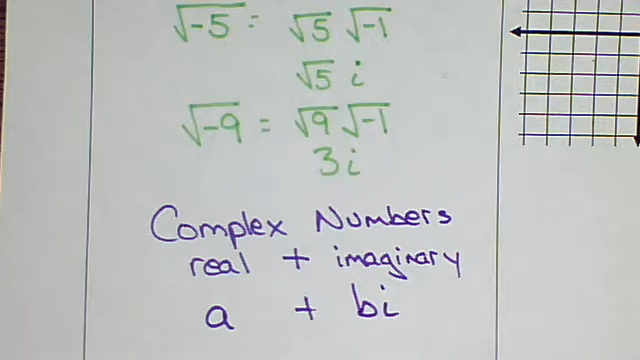 √-5 = √5 √-1
√5 i
√-9 = √9 √-1
3i
Complex Numbers
real + imaginary
a + bi